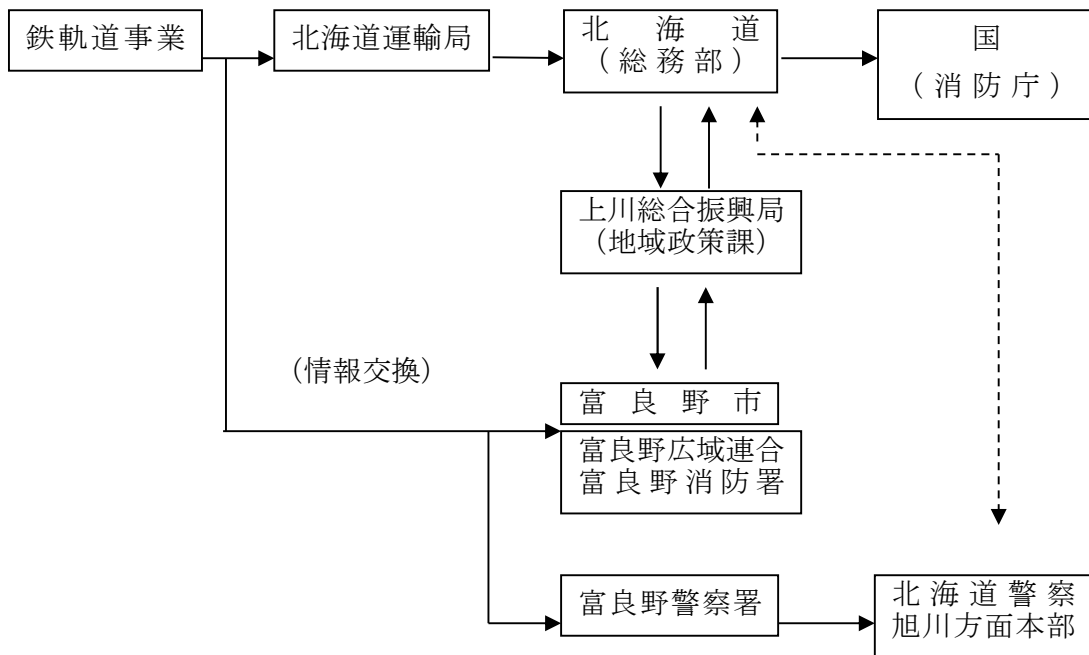 鉄軌道事業
北海道運輸局
北海道
（総務部）
国
（消防庁）
上川総合振興局
（地域政策課）
（情報交換）
富良野市
富良野広域連合
富良野消防署
富良野警察署
北海道警察
旭川方面本部